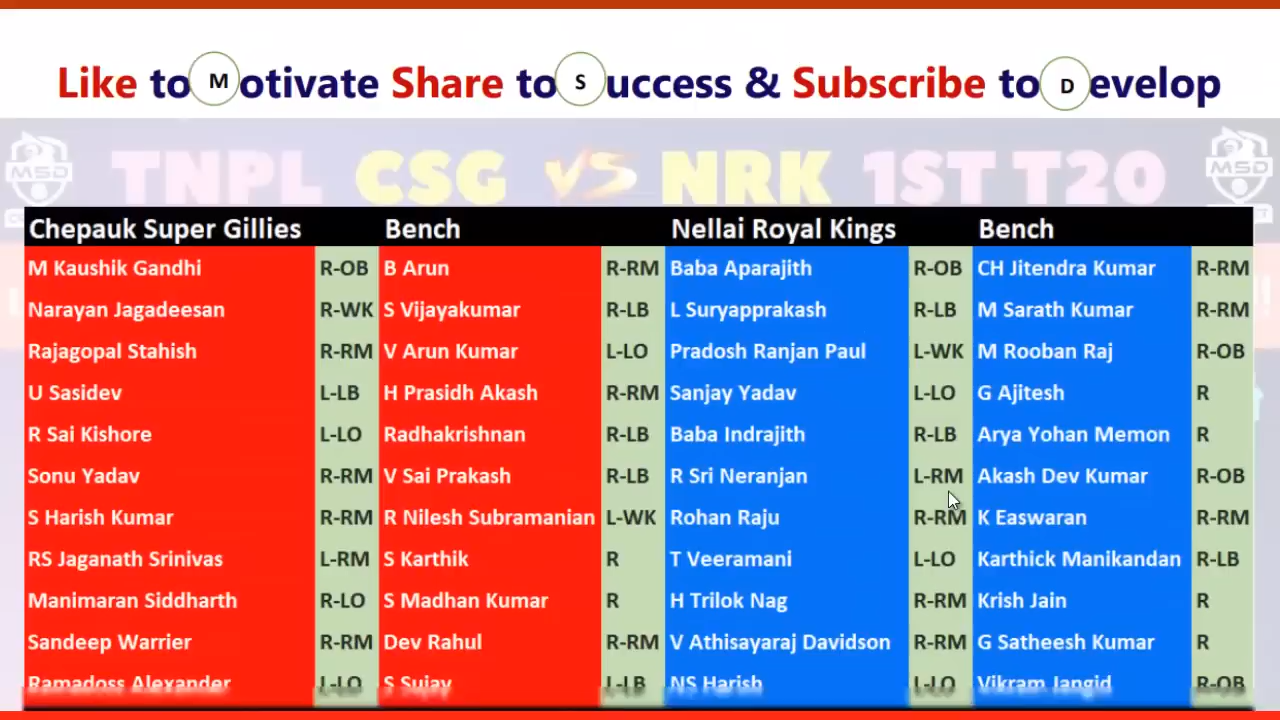 Like to Motivate Share to Success & Subscribe to Develop
MSD TNPL CSG vs NRK 1ST T20 MSD
Chepauk Super Gillies Bench Nellai Royal Kings Bench
M Kaushik Gandhi R-OB B Arun R-RM Baba Aparajith R-OB CH Jitendra Kumar R-RM
Narayan Jagadeesan R-WK S Vijayakumar R-LB L Suryapprakash R-LB M Sarath Kumar R-RM
Rajagopal Stahish R-RM V Arun Kumar L-LO Pradosh Ranjan Paul L-WK M Rooban Raj R-OB
U Sasidev L-LB H Prasidh Akash R-RM Sanjay Yadav L-LO G Ajitesh R
R Sai Kishore L-LO Radhakrishnan R-LB Baba Indrajith R-LB Arya Yohan Memon R
Sonu Yadav R-RM V Sai Prakash R-LB R Sri Neranjan L-RM Akash Dev Kumar R-OB
S Harish Kumar R-RM R Nilesh Subramanian L-WK Rohan Raju R-RM K Easwaran R-RM
RS Jaganath Srinivas L-RM S Karthik R T Veeramani L-LO Karthick Manikandan R-LB
Manimaran Siddharth R-LO S Madhan Kumar R H Trilok Nag R-RM Krish Jain R
Sandeep Warrier R-RM Dev Rahul R-RM V Athisayaraj Davidson R-RM G Satheesh Kumar R
Ramadoss Alexander L-LO S Sujay L-LB NS Harish L-LO Vikram Jangid R-OB